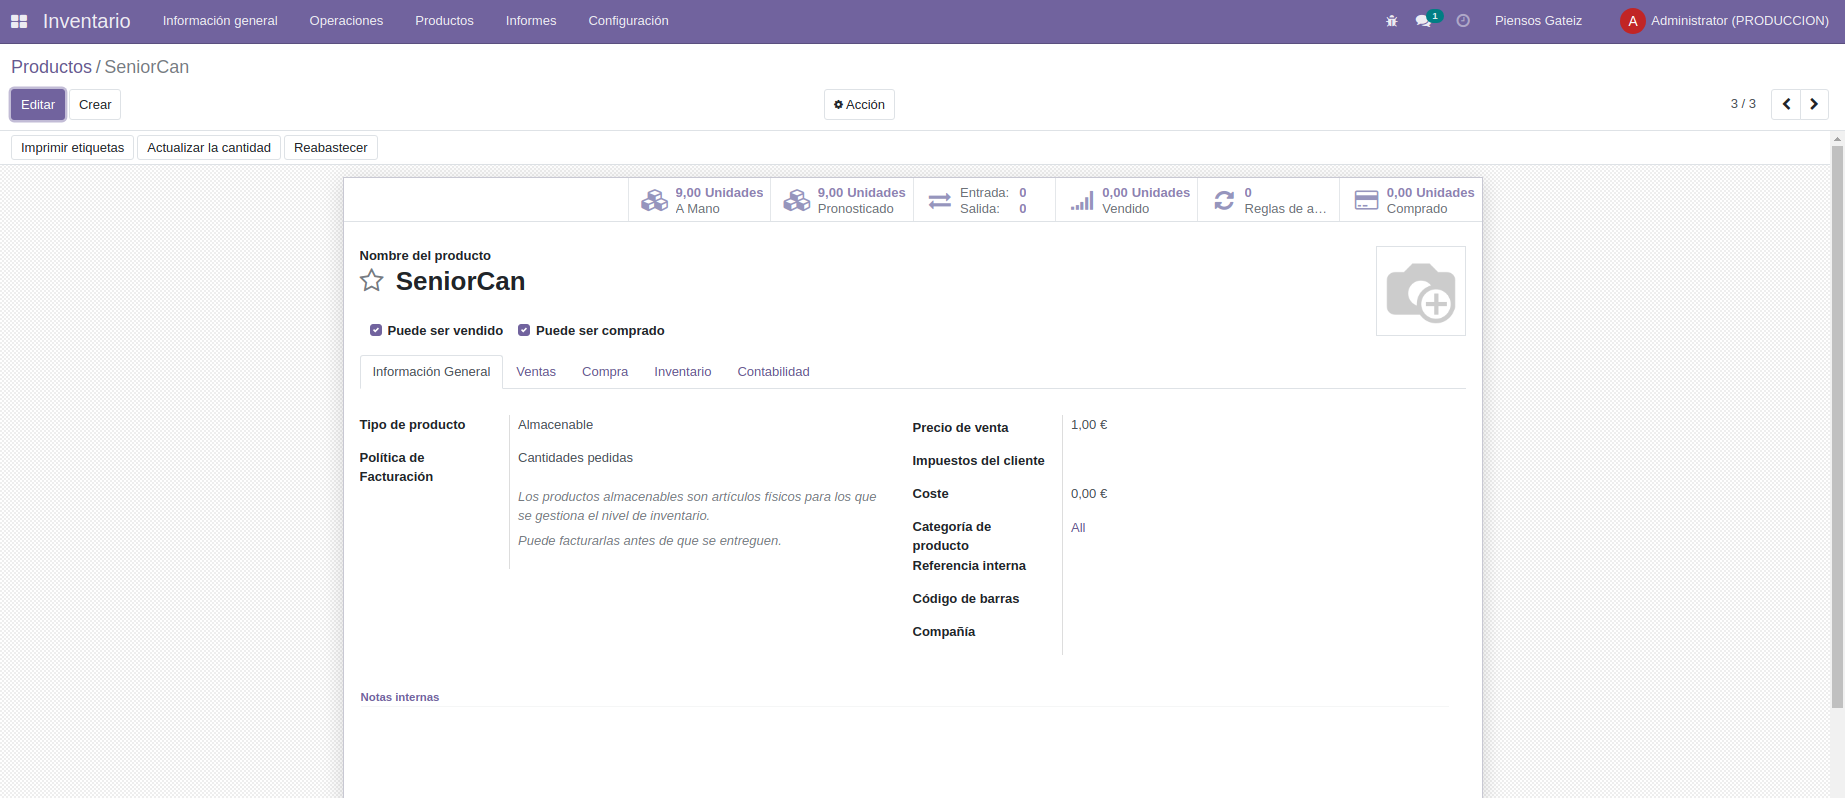 Inventario Información general Operaciones Productos Informes Configuración 1 Piensos Gateiz A Administrator (PRODUCCION)
Productos / SeniorCan
Editar Crear Acción 3 / 3
Imprimir etiquetas Actualizar la cantidad Reabastecer
9,00 Unidades
A Mano
9,00 Unidades
Pronosticado
Entrada: 0
Salida: 0
0,00 Unidades
Vendido
0
Reglas de a…
0,00 Unidades
Comprado
Nombre del producto
SeniorCan
Puede ser vendido Puede ser comprado
Información General Ventas Compra Inventario Contabilidad
Tipo de producto Almacenable
Política de
Facturación
Cantidades pedidas
Los productos almacenables son artículos físicos para los que
se gestiona el nivel de inventario.
Puede facturarlas antes de que se entreguen.
Precio de venta 1,00 €
Impuestos del cliente
Coste 0,00 €
Categoría de
producto
All
Referencia interna
Código de barras
Compañía
Notas internas